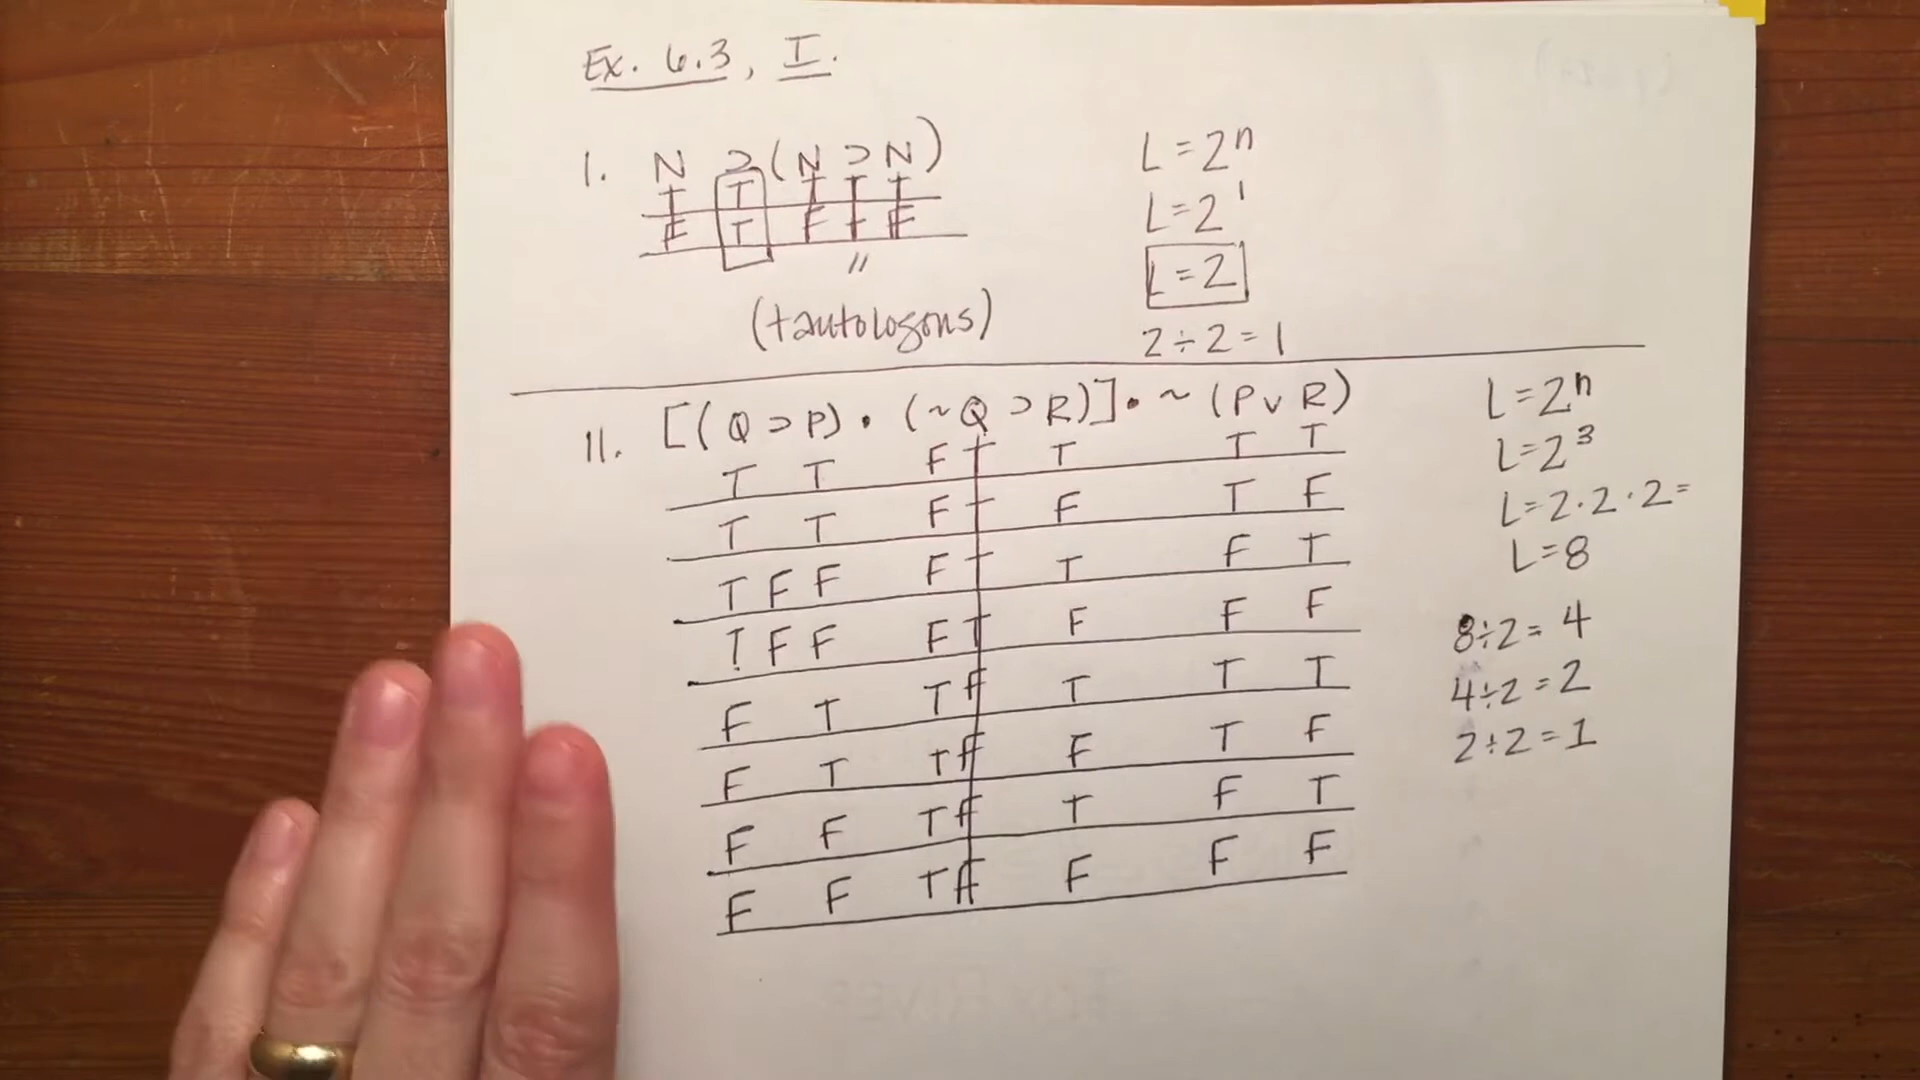 Ex. 6.3, I.
1. N ⊃ (N ⊃ N)
T T T T T
F T F T F
(tautologons)
L = 2ⁿ
L = 2¹
L = 2
2 ÷ 2 = 1
11. [(Q ⊃ P) • (~Q ⊃ R)] • ~ (P v R)
T T F T T T T
T T F T F T F
T F F F T T F T
T F F F T F F F
F T T F T T T
F T T F F T F
F F T F T F T
F F T F F F F
L = 2ⁿ
L = 2³
L = 2·2·2 =
L = 8
8 ÷ 2 = 4
4 ÷ 2 = 2
2 ÷ 2 = 1